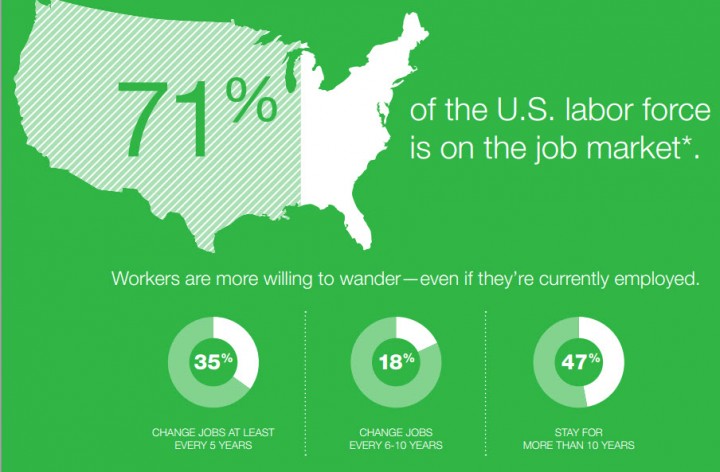 71%
of the U.S. labor force
is on the job market*.
Workers are more willing to wander—even if they're currently employed.
35%
18%
47%
CHANGE JOBS AT LEAST
EVERY 5 YEARS
CHANGE JOBS
EVERY 6-10 YEARS
STAY FOR
MORE THAN 10 YEARS